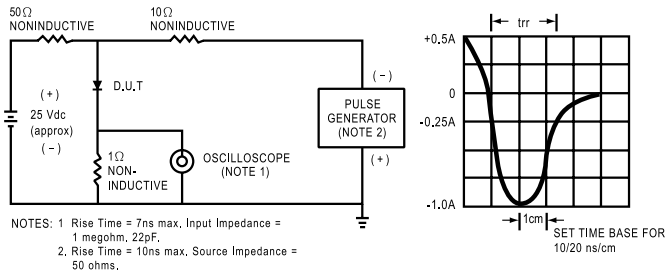 50Ω
NONINDUCTIVE
10Ω
NONINDUCTIVE
(+)
25 Vdc
(approx)
(−)
D.U.T
1Ω
NON-
INDUCTIVE
OSCILLOSCOPE
(NOTE 1)
(−)
PULSE
GENERATOR
(NOTE 2)
(+)
NOTES: 1 Rise Time = 7ns max, Input Impedance =
1 megohm, 22pF,
2. Rise Time = 10ns max, Source Impedance =
50 ohms,
trr
+0.5A
0
-0.25A
-1.0A
1cm
SET TIME BASE FOR
10/20 ns/cm